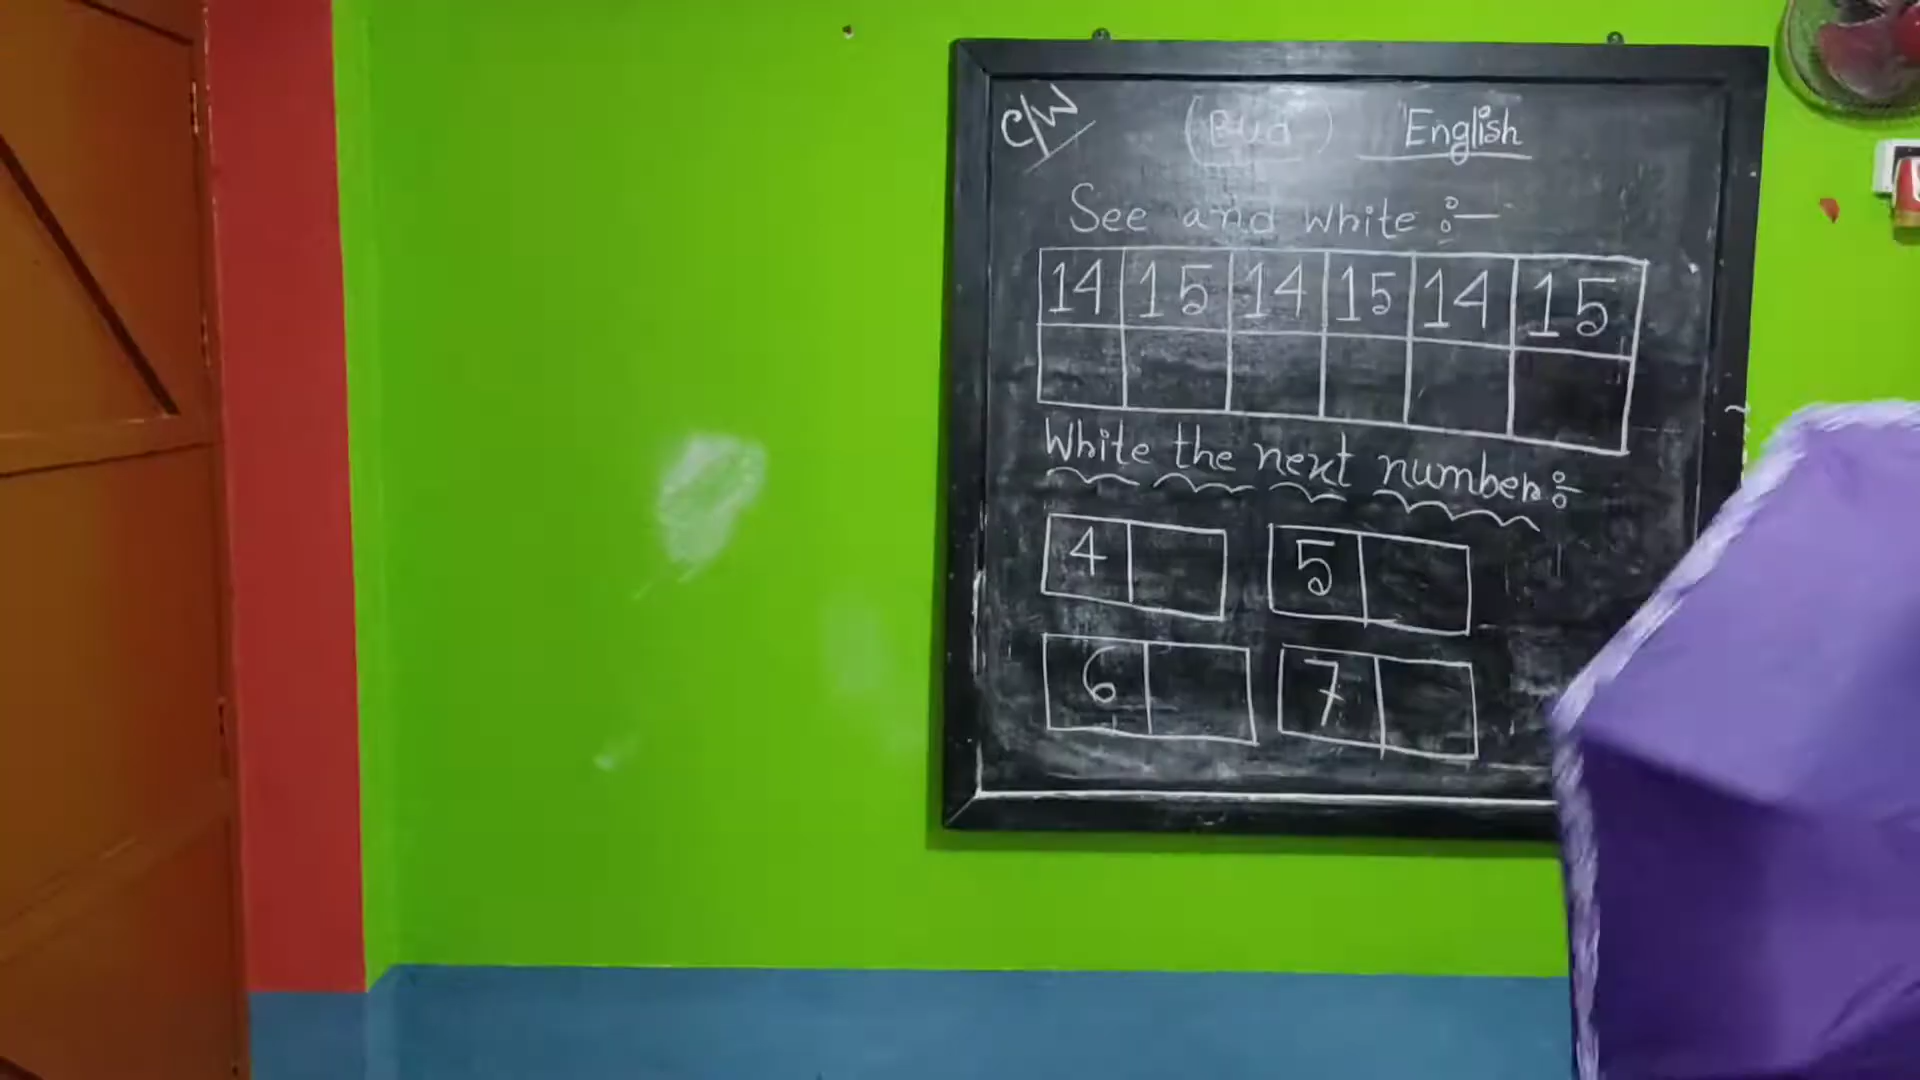 C/W (Bud) English
See and white :-
14 15 14 15 14 15
White the next number :-
4 5
6 7